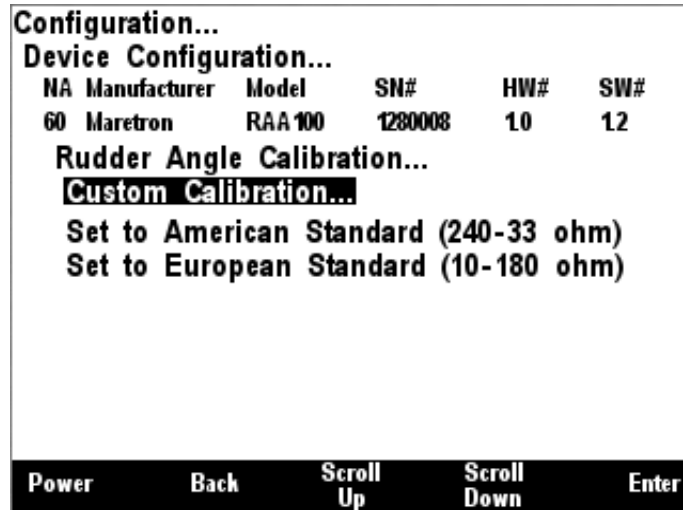 Configuration...
Device Configuration...
NA Manufacturer Model SN# HW# SW#
60 Maretron RAA100 1280008 1.0 1.2
Rudder Angle Calibration...
Custom Calibration...
Set to American Standard (240-33 ohm)
Set to European Standard (10-180 ohm)
Power Back Scroll Up Scroll Down Enter